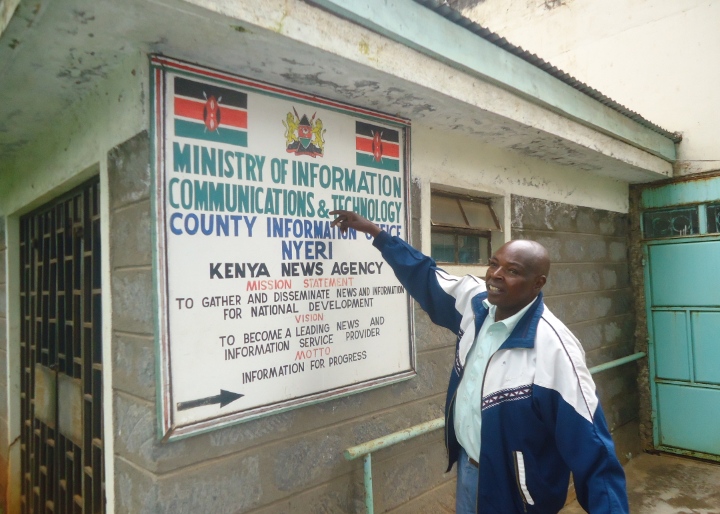 MINISTRY OF INFORMATION
COMMUNICATIONS & TECHNOLOGY
COUNTY INFORMATION OFFICE
NYERI
KENYA NEWS AGENCY
MISSION STATEMENT
TO GATHER AND DISSEMINATE NEWS AND INFORMATION
FOR NATIONAL DEVELOPMENT
VISION
TO BECOME A LEADING NEWS AND
INFORMATION SERVICE PROVIDER
MOTTO
INFORMATION FOR PROGRESS